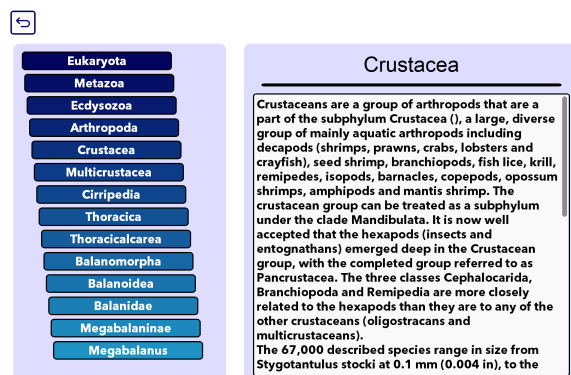 Eukaryota
Metazoa
Ecdysozoa
Arthropoda
Crustacea
Multicrustacea
Cirripedia
Thoracica
Thoracicalcarea
Balanomorpha
Balanoidea
Balanidae
Megabalaninae
Megabalanus
Crustacea
Crustaceans are a group of arthropods that are a
part of the subphylum Crustacea (), a large, diverse
group of mainly aquatic arthropods including
decapods (shrimps, prawns, crabs, lobsters and
crayfish), seed shrimp, branchiopods, fish lice, krill,
remipedes, isopods, barnacles, copepods, opossum
shrimps, amphipods and mantis shrimp. The
crustacean group can be treated as a subphylum
under the clade Mandibulata. It is now well
accepted that the hexapods (insects and
entognathans) emerged deep in the Crustacean
group, with the completed group referred to as
Pancrustacea. The three classes Cephalocarida,
Branchiopoda and Remipedia are more closely
related to the hexapods than they are to any of the
other crustaceans (oligostracans and
multicrustaceans).
The 67,000 described species range in size from
Stygotantulus stocki at 0.1 mm (0.004 in), to the